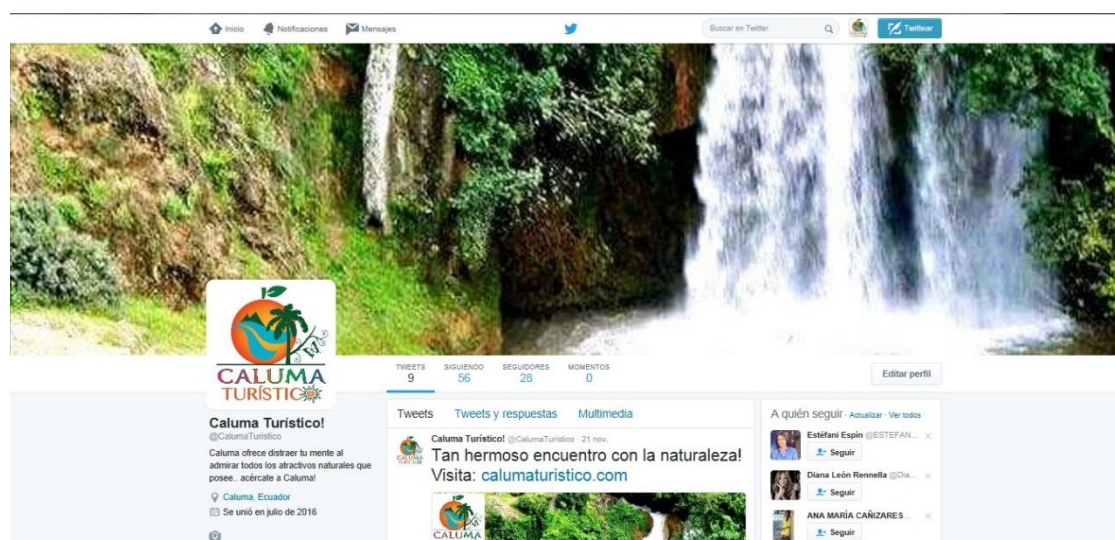 Inicio Notificaciones Mensajes Buscar en Twitter Twittear
CALUMA
TURÍSTICO
TWEETS SIGUIENDO SEGUIDORES MOMENTOS
9 56 28 0
Editar perfil
Caluma Turístico!
@CalumaTuristico
Caluma ofrece distraer tu mente al
admirar todos los atractivos naturales que
posee.. acércate a Caluma!
Caluma, Ecuador
Se unió en julio de 2016
Tweets Tweets y respuestas Multimedia
Caluma Turístico! @CalumaTuristico · 21 nov.
Tan hermoso encuentro con la naturaleza!
Visita: calumaturistico.com
CALUMA
A quién seguir · Actualizar · Ver todos
Estéfani Espin @ESTEFAN...
Seguir
Diana León Rennella @Dia...
Seguir
ANA MARÍA CAÑIZARES...
Seguir